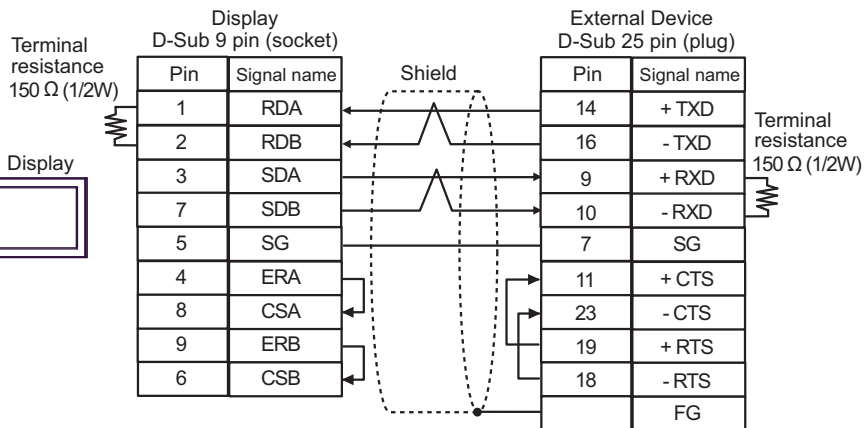 Display
D-Sub 9 pin (socket)
External Device
D-Sub 25 pin (plug)
Terminal
resistance
150 Ω (1/2W)
Shield
Pin Signal name
1 RDA
2 RDB
3 SDA
7 SDB
5 SG
4 ERA
8 CSA
9 ERB
6 CSB
Display
Pin Signal name
14 + TXD
16 - TXD
9 + RXD
10 - RXD
7 SG
11 + CTS
23 - CTS
19 + RTS
18 - RTS
FG
Terminal
resistance
150 Ω (1/2W)